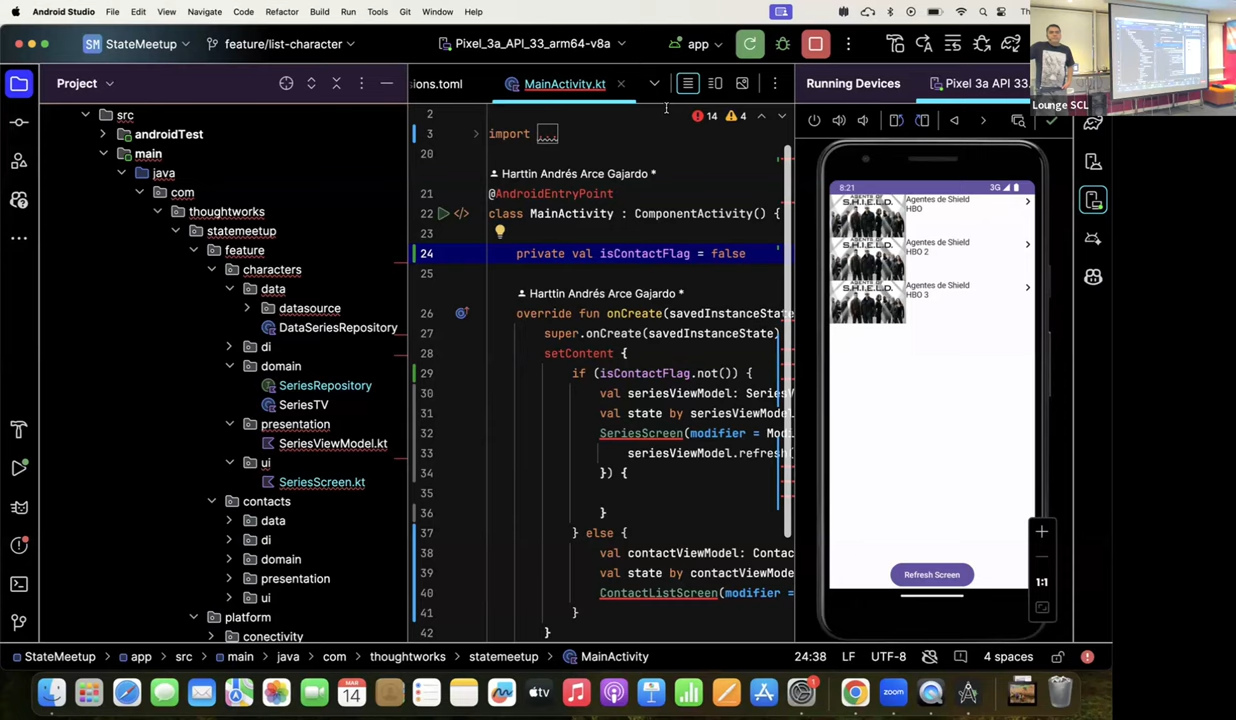 Android Studio File Edit View Navigate Code Refactor Build Run Tools Git Window Help
SM StateMeetup feature/list-character Pixel_3a_API_33_arm64-v8a app
Project
sions.toml MainActivity.kt
Running Devices Pixel 3a API 33
Lounge SCL
src
androidTest
main
java
com
thoughtworks
statemeetup
feature
characters
data
datasource
DataSeriesRepository
di
domain
SeriesRepository
SeriesTV
presentation
SeriesViewModel.kt
ui
SeriesScreen.kt
contacts
data
di
domain
presentation
ui
platform
conectivity
14 4
2
3 import ...
20
Harttin Andrés Arce Gajardo *
21 @AndroidEntryPoint
22 class MainActivity : ComponentActivity() {
23
24 private val isContactFlag = false
25
Harttin Andrés Arce Gajardo *
26 override fun onCreate(savedInstanceState
27 super.onCreate(savedInstanceState)
28 setContent {
29 if (isContactFlag.not()) {
30 val seriesViewModel: SeriesV
31 val state by seriesViewModel
32 SeriesScreen(modifier = Mod
33 seriesViewModel.refresh(
34 }) {
35
36 }
37 } else {
38 val contactViewModel: Contac
39 val state by contactViewMode
40 ContactListScreen(modifier =
41 }
42 }
8:21 3G
Agentes de Shield
HBO
Agentes de Shield
HBO 2
Agentes de Shield
HBO 3
Refresh Screen
1:1
StateMeetup app src main java com thoughtworks statemeetup MainActivity
24:38 LF UTF-8 4 spaces
MAR
14
tv
zoom
1